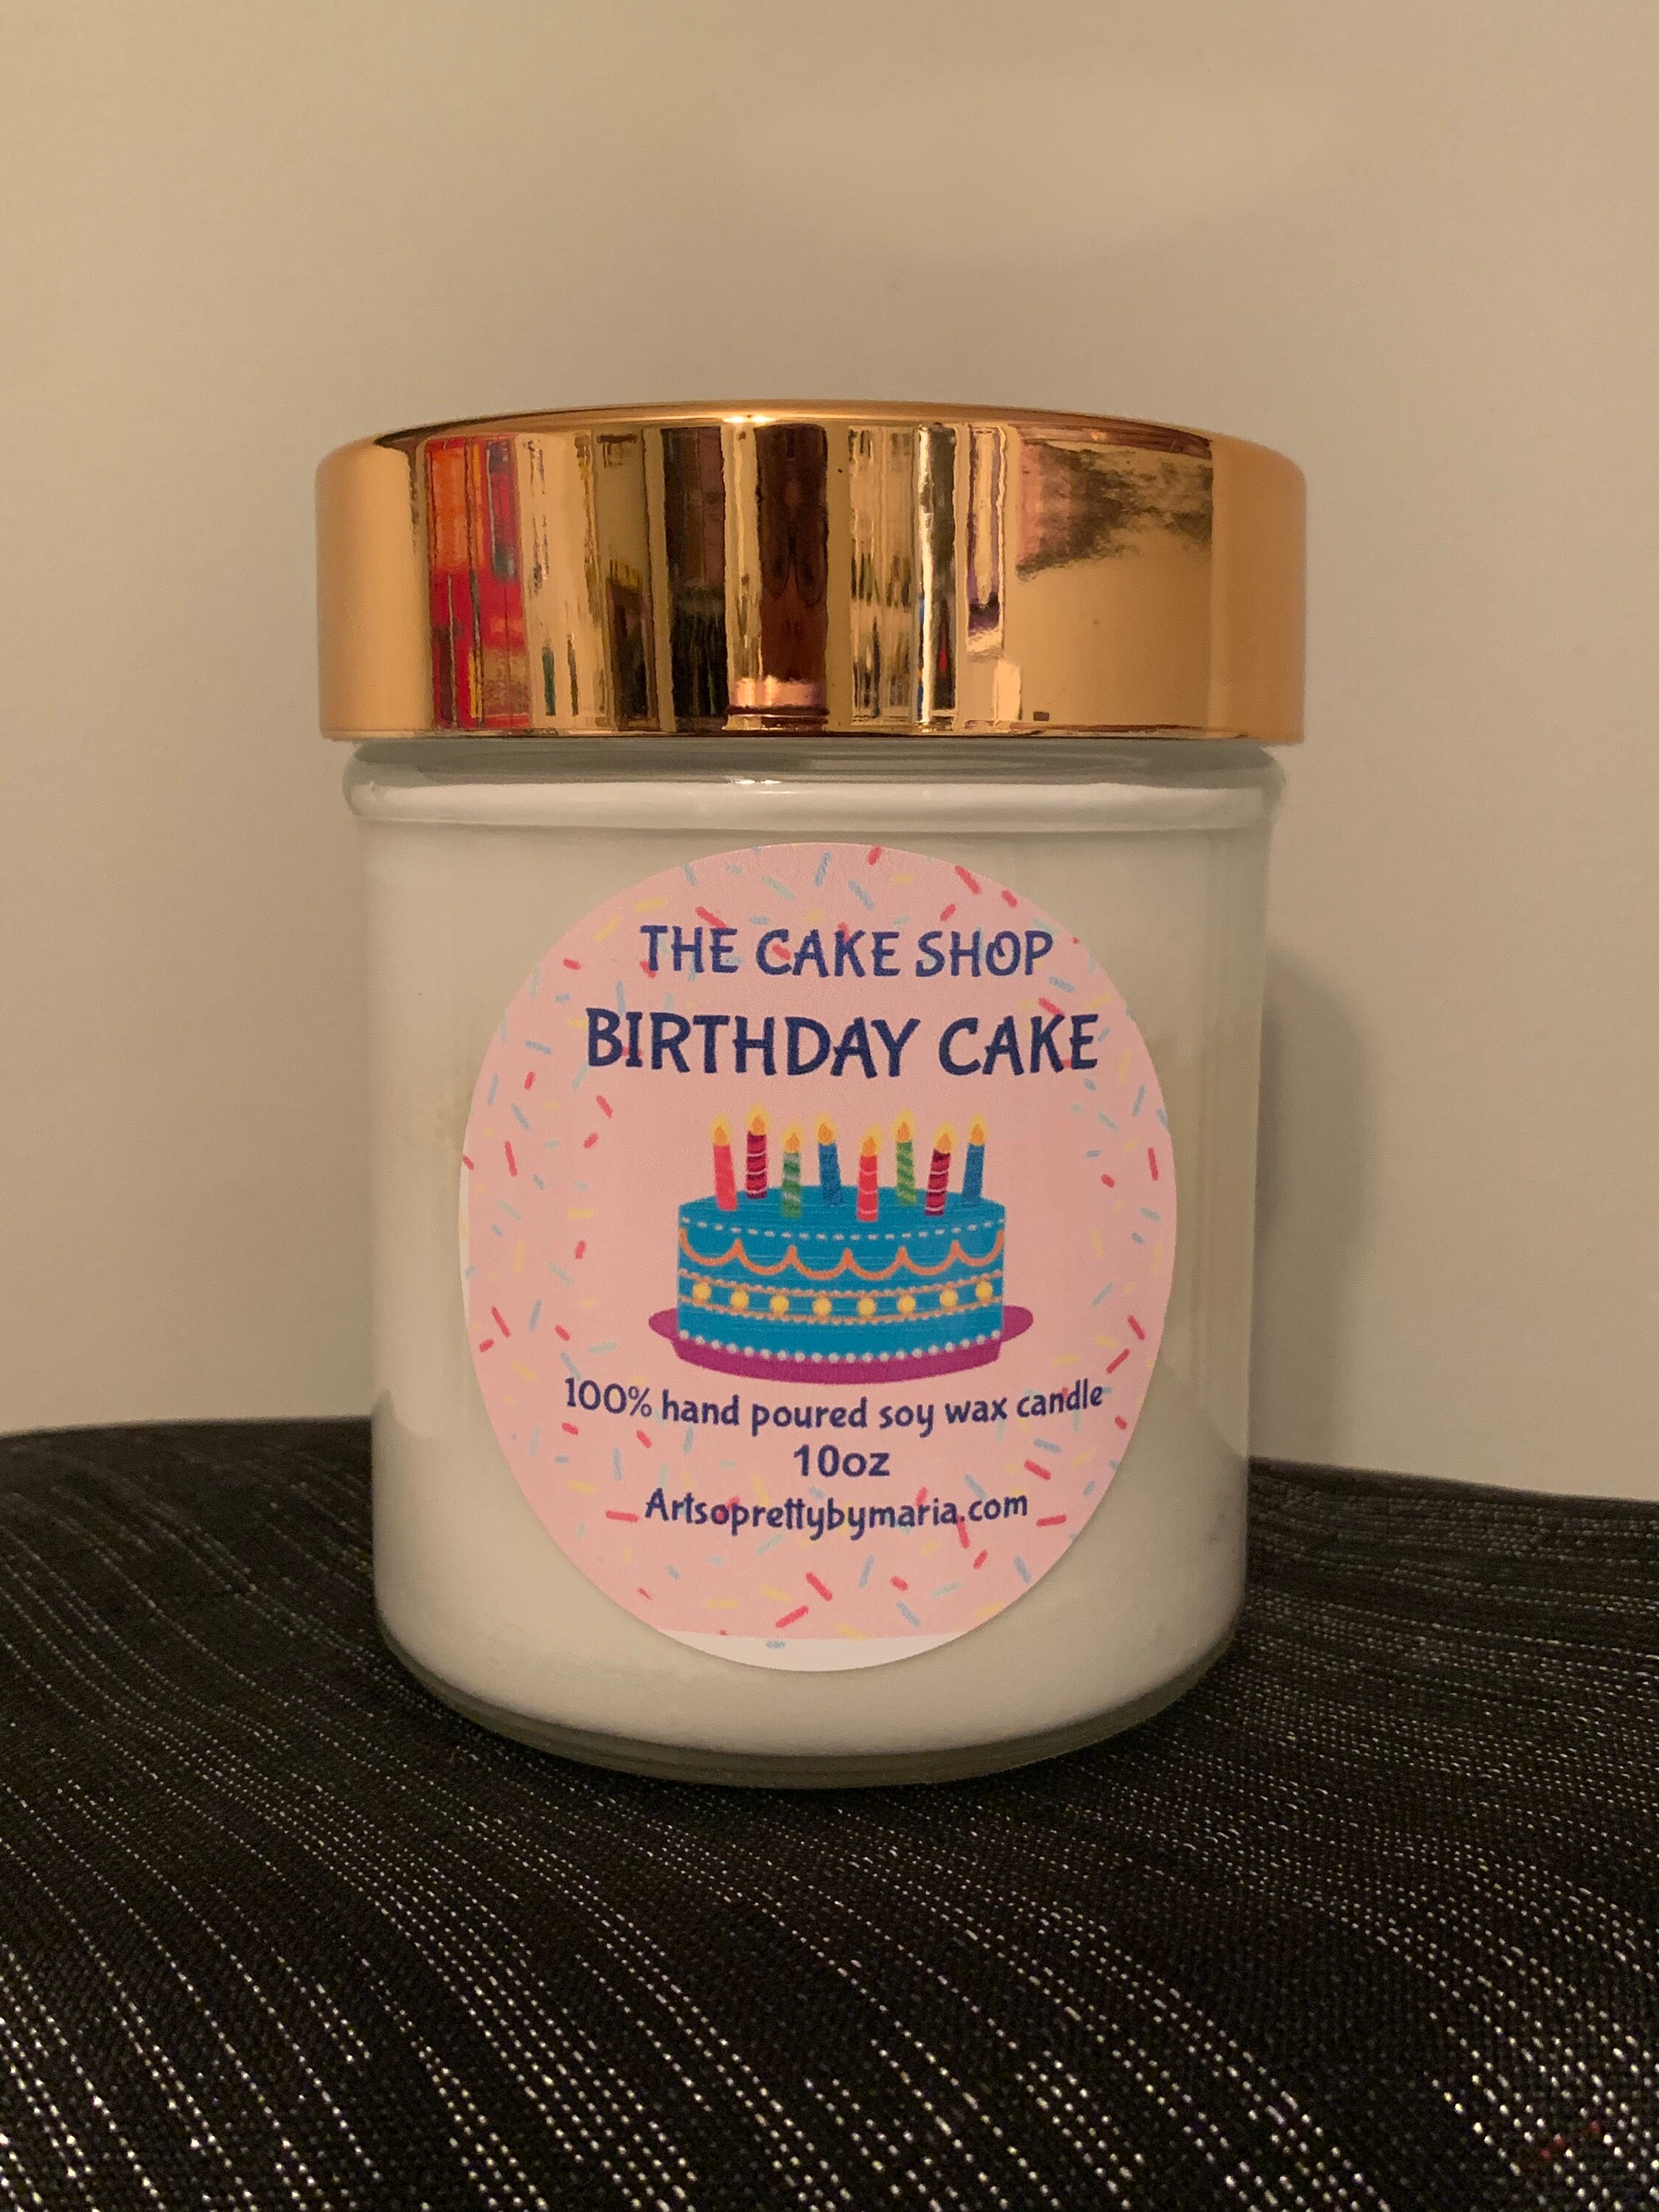 THE CAKE SHOP
BIRTHDAY CAKE
100% hand poured soy wax candle
10oz
Artsoprettybymaria.com